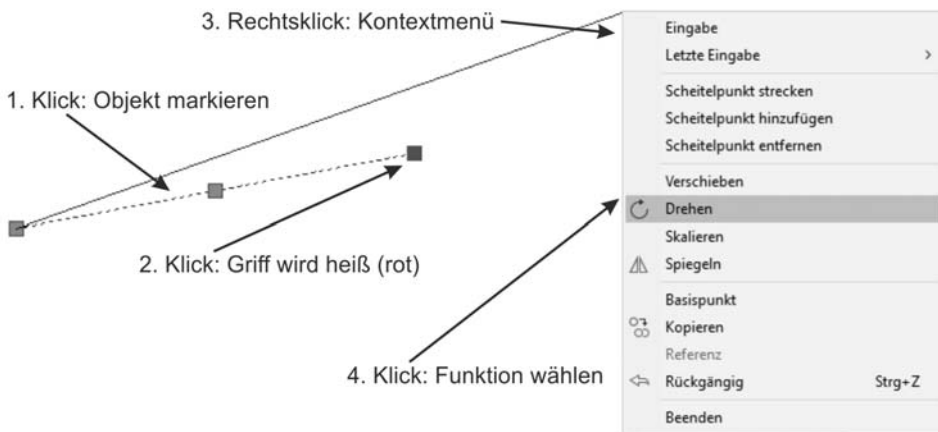 3. Rechtsklick: Kontextmenü
1. Klick: Objekt markieren
2. Klick: Griff wird heiß (rot)
4. Klick: Funktion wählen
Eingabe
Letzte Eingabe >
Scheitelpunkt strecken
Scheitelpunkt hinzufügen
Scheitelpunkt entfernen
Verschieben
Drehen
Skalieren
Spiegeln
Basispunkt
Kopieren
Referenz
Rückgängig Strg+Z
Beenden